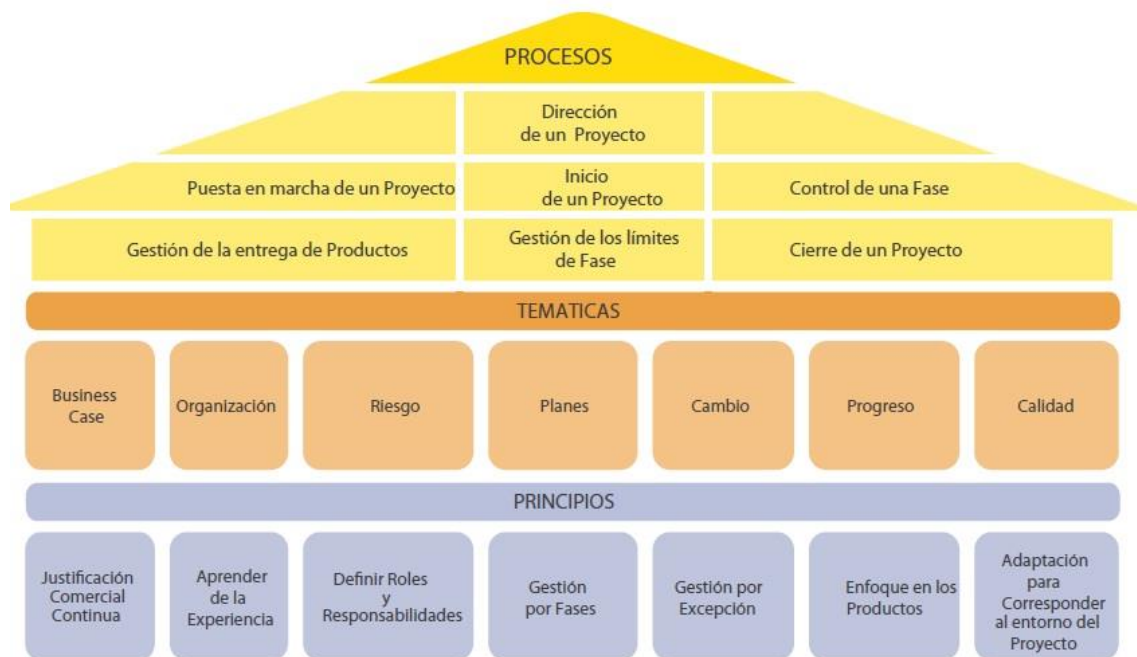 PROCESOS
Dirección
de un Proyecto
Puesta en marcha de un Proyecto
Inicio
de un Proyecto
Control de una Fase
Gestión de la entrega de Productos
Gestión de los límites
de Fase
Cierre de un Proyecto
TEMATICAS
Business
Case
Organización
Riesgo
Planes
Cambio
Progreso
Calidad
PRINCIPIOS
Justificación
Comercial
Continua
Aprender
de la
Experiencia
Definir Roles
y
Responsabilidades
Gestión
por Fases
Gestión por
Excepción
Enfoque en los
Productos
Adaptación
para
Corresponder
al entorno del
Proyecto